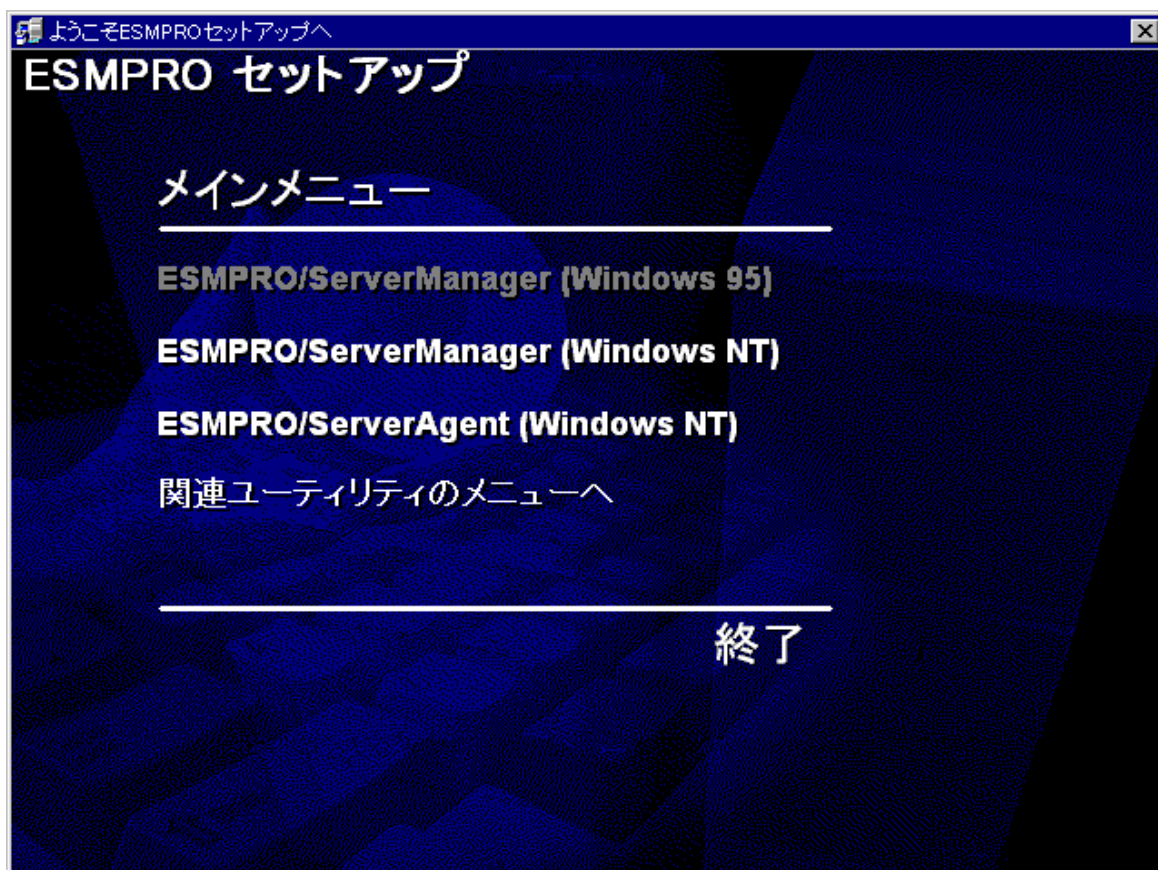 ようこそESMPROセットアップへ
ESMPRO セットアップ
メインメニュー
ESMPRO/ServerManager (Windows 95)
ESMPRO/ServerManager (Windows NT)
ESMPRO/ServerAgent (Windows NT)
関連ユーティリティのメニューへ
終了